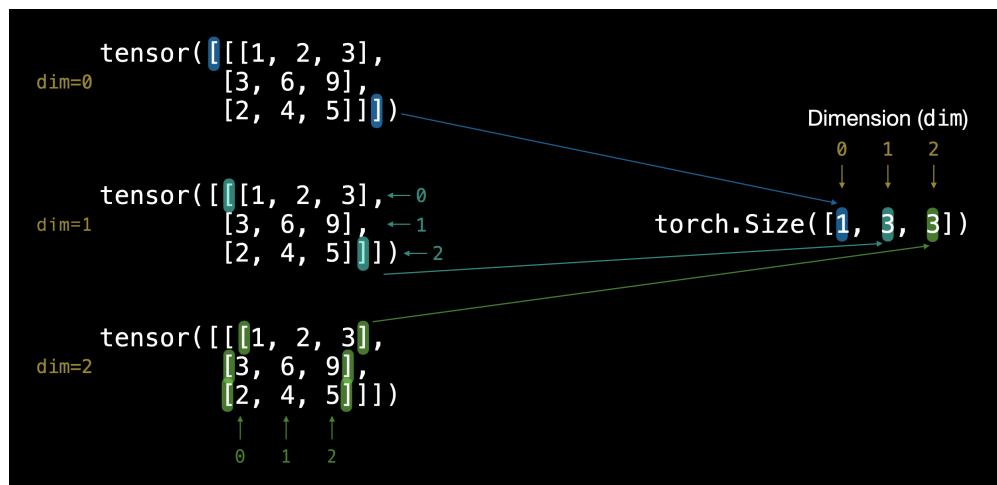 tensor([[[1, 2, 3],
dim=0
[3, 6, 9],
[2, 4, 5]]])
Dimension (dim)
0 1 2
tensor([[[1, 2, 3], 0
dim=1
[3, 6, 9], 1
torch.Size([1, 3, 3])
[2, 4, 5]]]) 2
tensor([[[1, 2, 3],
dim=2
[3, 6, 9],
[2, 4, 5]]])
0 1 2